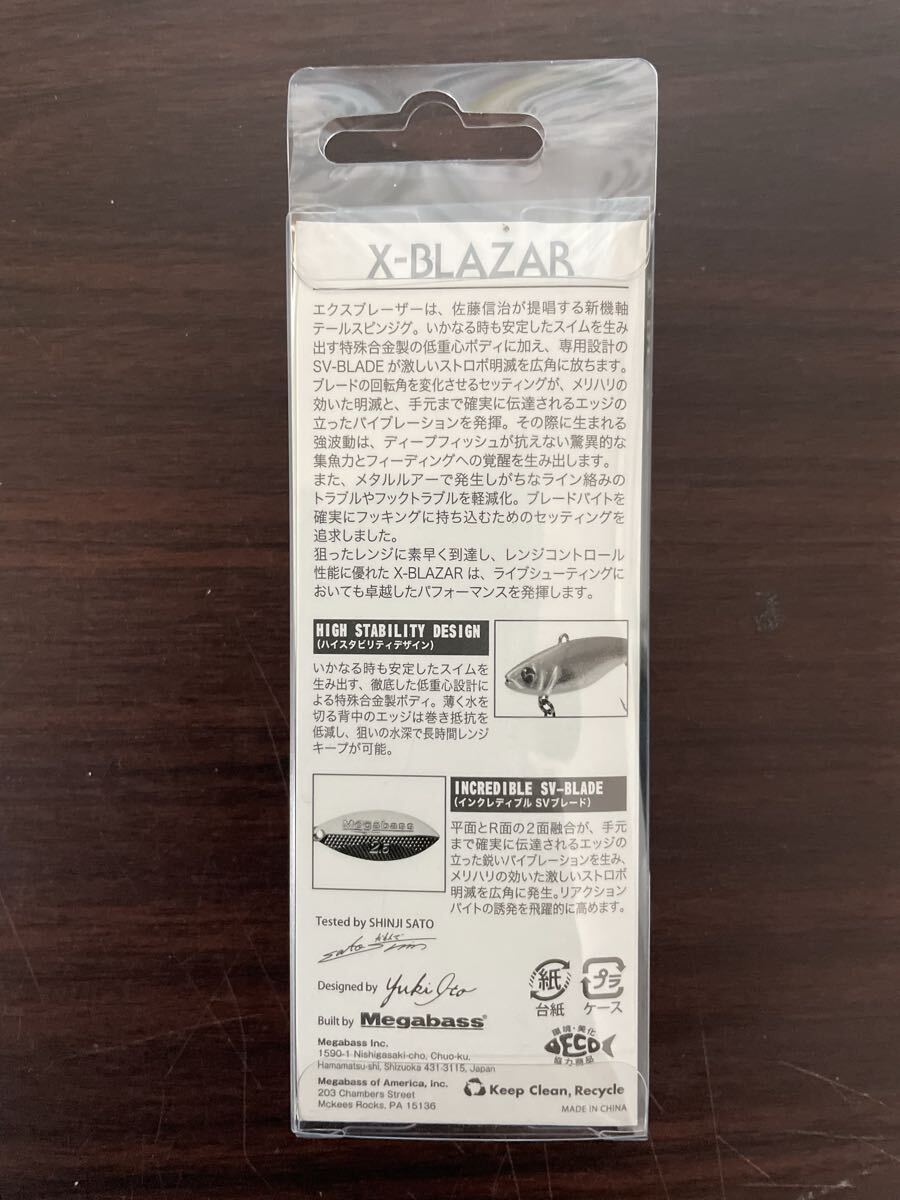 X-BLAZAR
エクスブレーザーは、佐藤信治が提唱する新機軸
テールスピンジグ。いかなる時も安定したスイムを生み
出す特殊合金製の低重心ボディに加え、専用設計の
SV-BLADEが激しいストロボ明滅を広角に放ちます。
ブレードの回転角を変化させるセッティングが、メリハリの
効いた明滅と、手元まで確実に伝達されるエッジの
立ったバイブレーションを発揮。その際に生まれる
強波動は、ディープフィッシュが抗えない驚異的な
集魚力とフィーディングへの覚醒を生み出します。
また、メタルルアーで発生しがちなライン絡みの
トラブルやフックトラブルを軽減化。ブレードバイトを
確実にフッキングに持ち込むためのセッティングを
追求しました。
狙ったレンジに素早く到達し、レンジコントロール
性能に優れた X-BLAZAR は、ライブシューティングに
おいても卓越したパフォーマンスを発揮します。
HIGH STABILITY DESIGN
(ハイスタビリティデザイン)
いかなる時も安定したスイムを
生み出す、徹底した低重心設計に
よる特殊合金製ボディ。薄く水を
切る背中のエッジは巻き抵抗を
低減し、狙いの水深で長時間レンジ
キープが可能。
INCREDIBLE SV-BLADE
(インクレディブル SVブレード)
Megabass
2.5
平面とR面の2面融合が、手元
まで確実に伝達されるエッジの
立った鋭いバイブレーションを生み、
メリハリの効いた激しいストロボ
明滅を広角に発生。リアクション
バイトの誘発を飛躍的に高めます。
Tested by SHINJI SATO
Designed by Yuki Ito
Built by Megabass
Megabass Inc.
1590-1 Nishigasaki-cho, Chuo-ku,
Hamamatsu-shi, Shizuoka 431-3115, Japan
Megabass of America, inc.
203 Chambers Street
Mckees Rocks, PA 15136
紙
台紙
プラ
ケース
環境・美化
ECO
協力商品
Keep Clean, Recycle
MADE IN CHINA